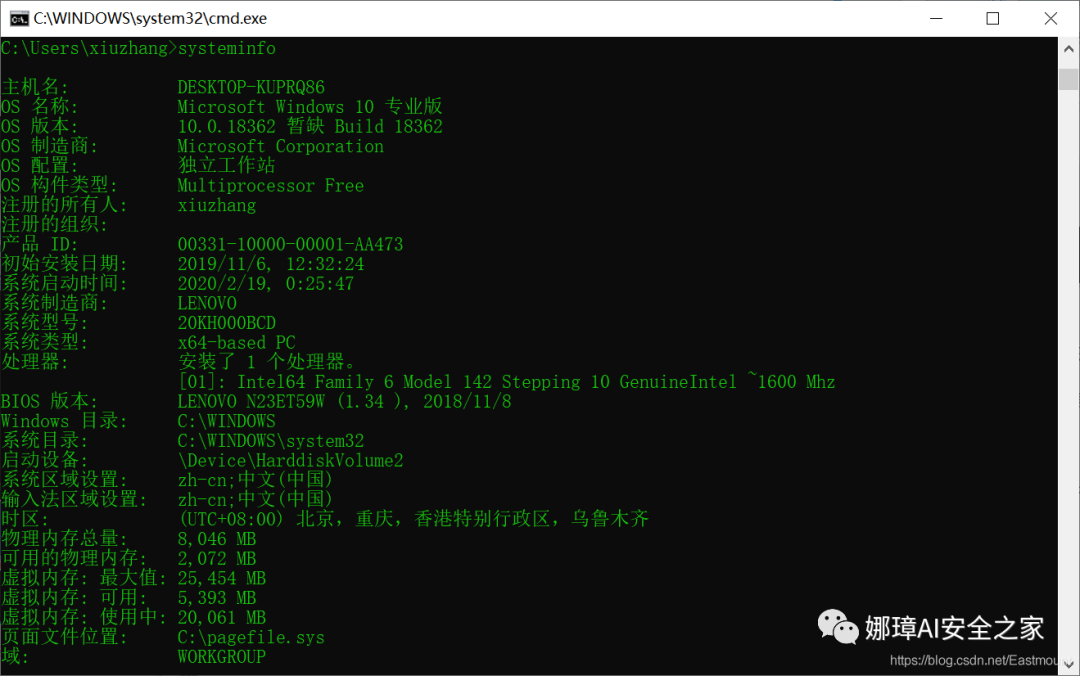 C:\WINDOWS\system32\cmd.exe
C:\Users\xiuzhang>systeminfo
主机名: DESKTOP-KUPRQ86
OS 名称: Microsoft Windows 10 专业版
OS 版本: 10.0.18362 暂缺 Build 18362
OS 制造商: Microsoft Corporation
OS 配置: 独立工作站
OS 构件类型: Multiprocessor Free
注册的所有人: xiuzhang
注册的组织:
产品 ID: 00331-10000-00001-AA473
初始安装日期: 2019/11/6, 12:32:24
系统启动时间: 2020/2/19, 0:25:47
系统制造商: LENOVO
系统型号: 20KH000BCD
系统类型: x64-based PC
处理器: 安装了 1 个处理器。
[01]: Intel64 Family 6 Model 142 Stepping 10 GenuineIntel ~1600 Mhz
BIOS 版本: LENOVO N23ET59W (1.34 ), 2018/11/8
Windows 目录: C:\WINDOWS
系统目录: C:\WINDOWS\system32
启动设备: \Device\HarddiskVolume2
系统区域设置: zh-cn;中文(中国)
输入法区域设置: zh-cn;中文(中国)
时区: (UTC+08:00) 北京，重庆，香港特别行政区，乌鲁木齐
物理内存总量: 8,046 MB
可用的物理内存: 2,072 MB
虚拟内存: 最大值: 25,454 MB
虚拟内存: 可用: 5,393 MB
虚拟内存: 使用中: 20,061 MB
页面文件位置: C:\pagefile.sys
域: WORKGROUP
娜璋AI安全之家
https://blog.csdn.net/Eastmou